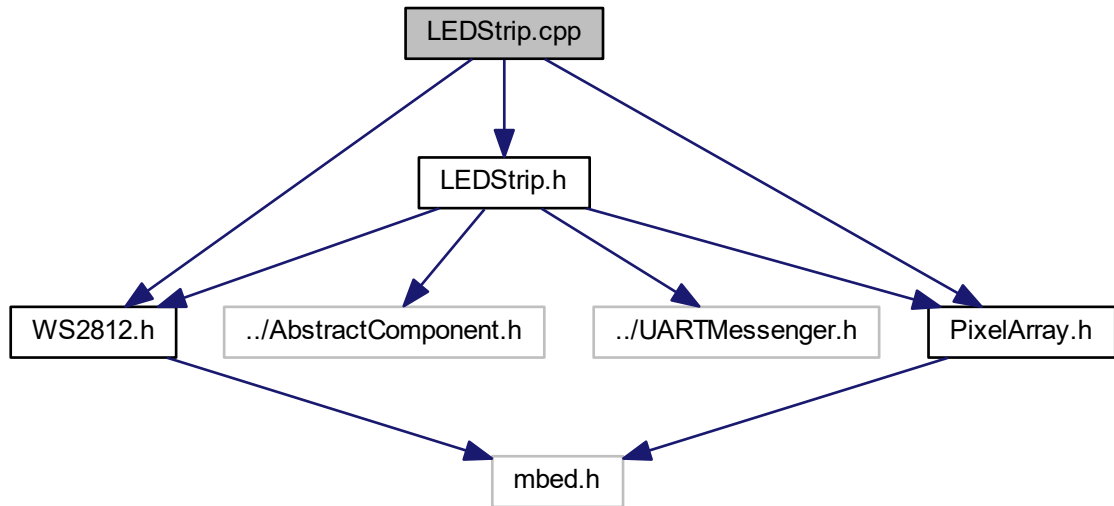 LEDStrip.cpp
LEDStrip.h
WS2812.h
../AbstractComponent.h
../UARTMessenger.h
PixelArray.h
mbed.h